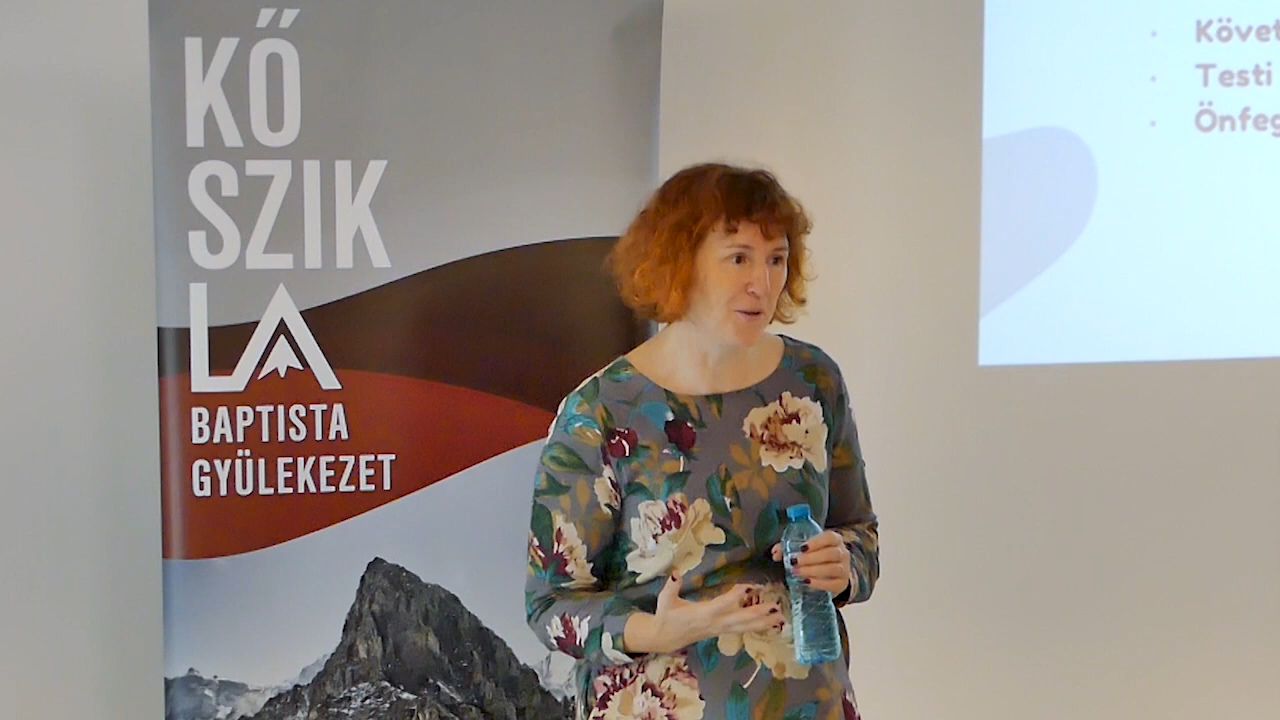 KŐ
SZIK
LA
BAPTISTA
GYÜLEKEZET
Követ
Testi
Önfeg